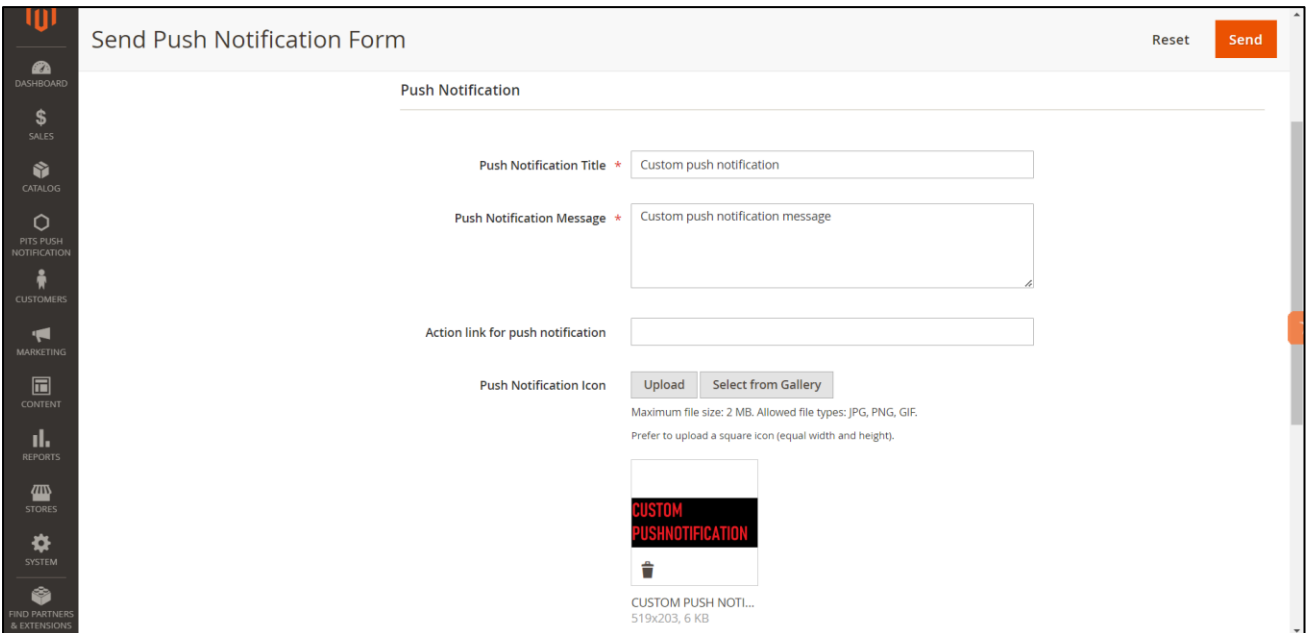 Send Push Notification Form
Reset
Send
DASHBOARD
SALES
CATALOG
PITS PUSH
NOTIFICATION
CUSTOMERS
MARKETING
CONTENT
REPORTS
STORES
SYSTEM
FIND PARTNERS
& EXTENSIONS
Push Notification
Push Notification Title *
Custom push notification
Push Notification Message *
Custom push notification message
Action link for push notification
Push Notification Icon
Upload
Select from Gallery
Maximum file size: 2 MB. Allowed file types: JPG, PNG, GIF.
Prefer to upload a square icon (equal width and height).
CUSTOM
PUSHNOTIFICATION
CUSTOM PUSH NOTI...
519x203, 6 KB